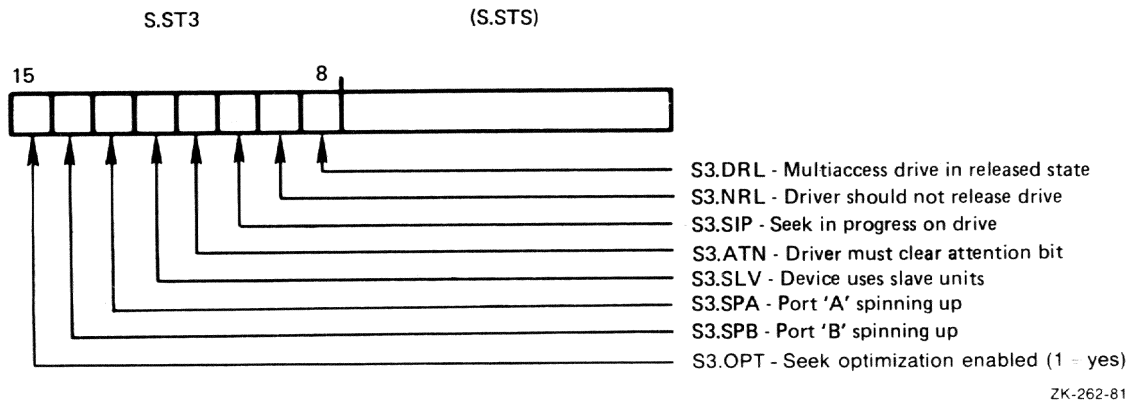 S.ST3 (S.STS)
15 8
S3.DRL - Multiaccess drive in released state
S3.NRL - Driver should not release drive
S3.SIP - Seek in progress on drive
S3.ATN - Driver must clear attention bit
S3.SLV - Device uses slave units
S3.SPA - Port 'A' spinning up
S3.SPB - Port 'B' spinning up
S3.OPT - Seek optimization enabled (1 = yes)
ZK-262-81